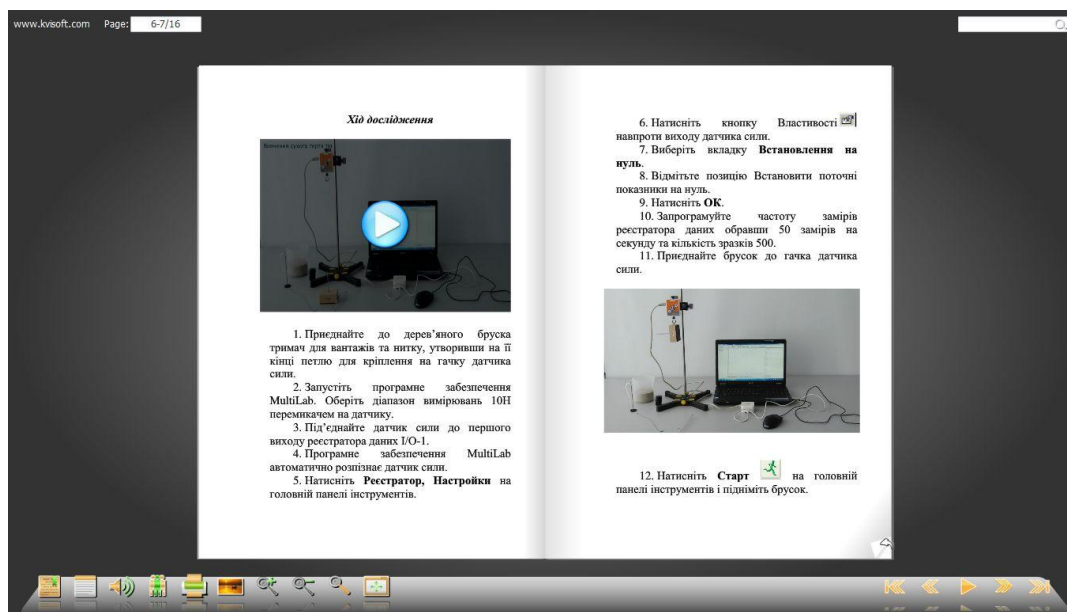 www.kvisoft.com Page: 6-7/16
Хід дослідження
1. Приєднайте до дерев’яного бруска
тримач для вантажів та нитку, утворивши на її
кінці петлю для кріплення на гачку датчика
сили.
2. Запустіть програмне забезпечення
MultiLab. Оберіть діапазон вимірювань 10Н
перемикачем на датчику.
3. Під’єднайте датчик сили до першого
виходу реєстратора даних I/O-1.
4. Програмне забезпечення MultiLab
автоматично розпізнає датчик сили.
5. Натисніть Реєстратор, Настройки на
головній панелі інструментів.
6. Натисніть кнопку Властивості
навпроти виходу датчика сили.
7. Виберіть вкладку Встановлення на
нуль.
8. Відмітьте позицію Встановити поточні
показники на нуль.
9. Натисніть ОК.
10. Запрограмуйте частоту замірів
реєстратора даних обравши 50 замірів на
секунду та кількість зразків 500.
11. Приєднайте брусок до гачка датчика
сили.
12. Натисніть Старт на головній
панелі інструментів і підніміть брусок.